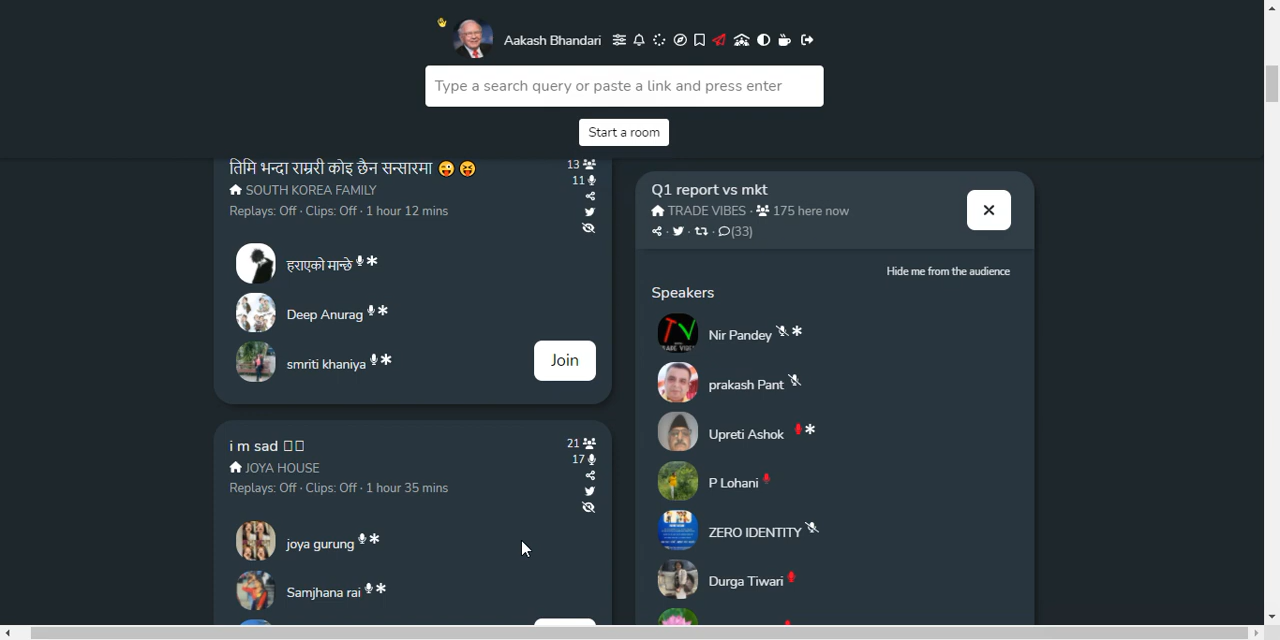 Aakash Bhandari
Type a search query or paste a link and press enter
Start a room
तिमि भन्दा राम्ररी कोइ छैन सन्सारमा 😜 😝
13
SOUTH KOREA FAMILY
11
Replays: Off · Clips: Off · 1 hour 12 mins
हराएको मान्छे
Deep Anurag
smriti khaniya
Join
i m sad
21
JOYA HOUSE
17
Replays: Off · Clips: Off · 1 hour 35 mins
joya gurung
Samjhana rai
Q1 report vs mkt
TRADE VIBES · 175 here now
(33)
Hide me from the audience
Speakers
Nir Pandey
prakash Pant
Upreti Ashok
P Lohani
ZERO IDENTITY
Durga Tiwari